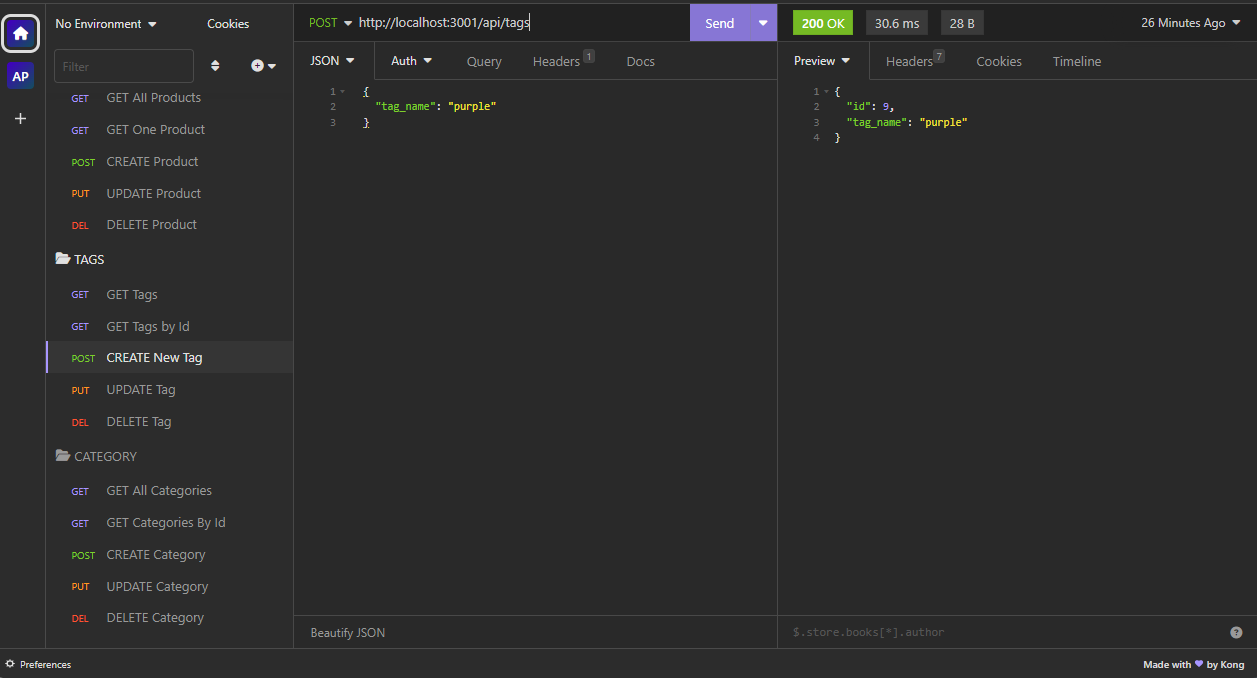 No Environment Cookies
Filter
AP
GET GET All Products
GET GET One Product
POST CREATE Product
PUT UPDATE Product
DEL DELETE Product
TAGS
GET GET Tags
GET GET Tags by Id
POST CREATE New Tag
PUT UPDATE Tag
DEL DELETE Tag
CATEGORY
GET GET All Categories
GET GET Categories By Id
POST CREATE Category
PUT UPDATE Category
DEL DELETE Category
POST http://localhost:3001/api/tags Send
JSON Auth Query Headers 1 Docs
1 {
2 "tag_name": "purple"
3 }
Beautify JSON
200 OK 30.6 ms 28 B 26 Minutes Ago
Preview Headers 7 Cookies Timeline
1 {
2 "id": 9,
3 "tag_name": "purple"
4 }
$.store.books[*].author ?
Preferences
Made with by Kong